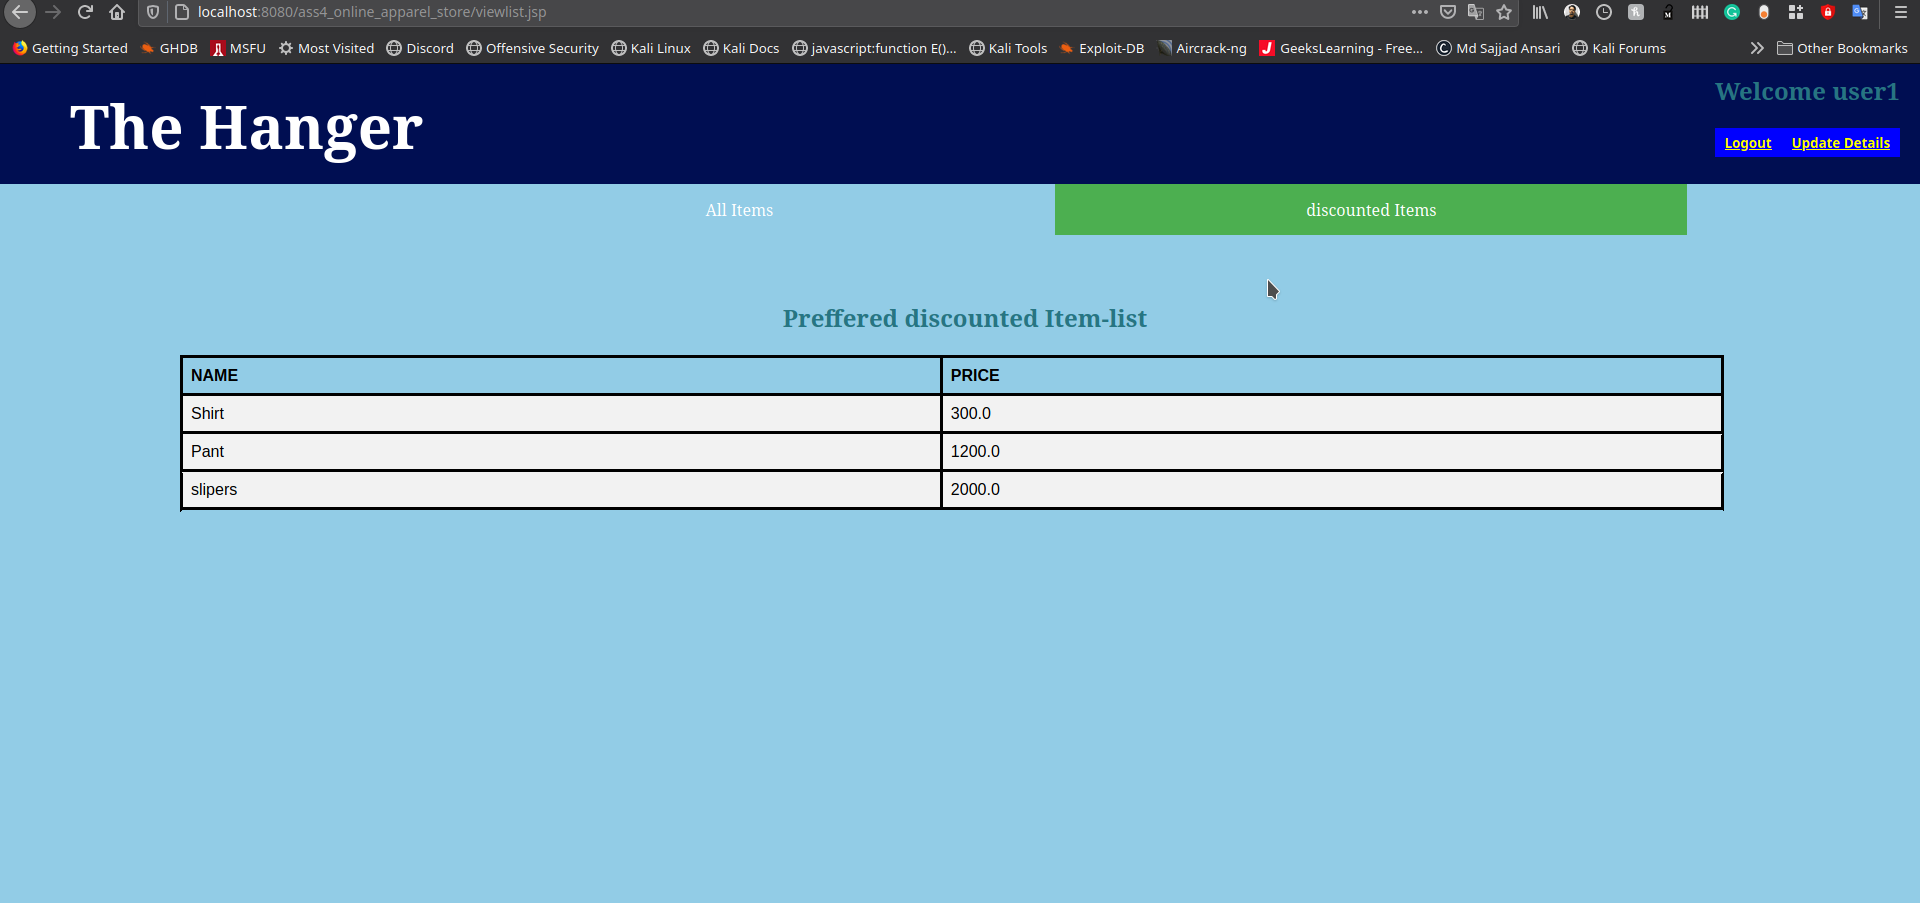 localhost:8080/ass4_online_apparel_store/viewlist.jsp
Getting Started GHDB MSFU Most Visited Discord Offensive Security Kali Linux Kali Docs javascript:function E()... Kali Tools Exploit-DB Aircrack-ng GeeksLearning - Free... Md Sajjad Ansari Kali Forums Other Bookmarks
The Hanger
Welcome user1
Logout Update Details
All Items discounted Items
Preffered discounted Item-list
NAME PRICE
Shirt 300.0
Pant 1200.0
slipers 2000.0